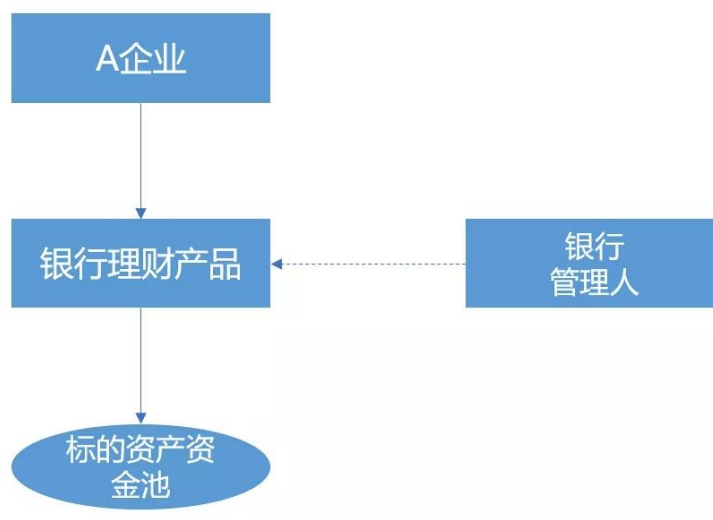 A企业
银行理财产品
银行
管理人
标的资产资
金池